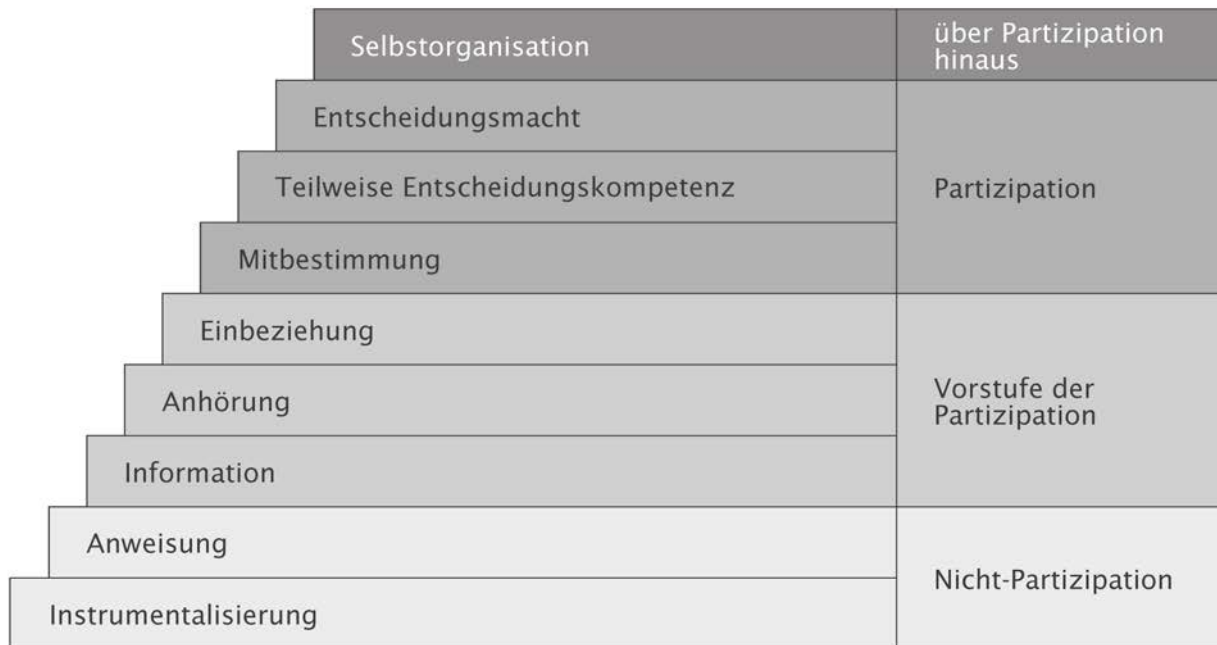 Selbstorganisation
über Partizipation
hinaus
Entscheidungsmacht
Teilweise Entscheidungskompetenz
Partizipation
Mitbestimmung
Einbeziehung
Anhörung
Vorstufe der
Partizipation
Information
Anweisung
Nicht-Partizipation
Instrumentalisierung